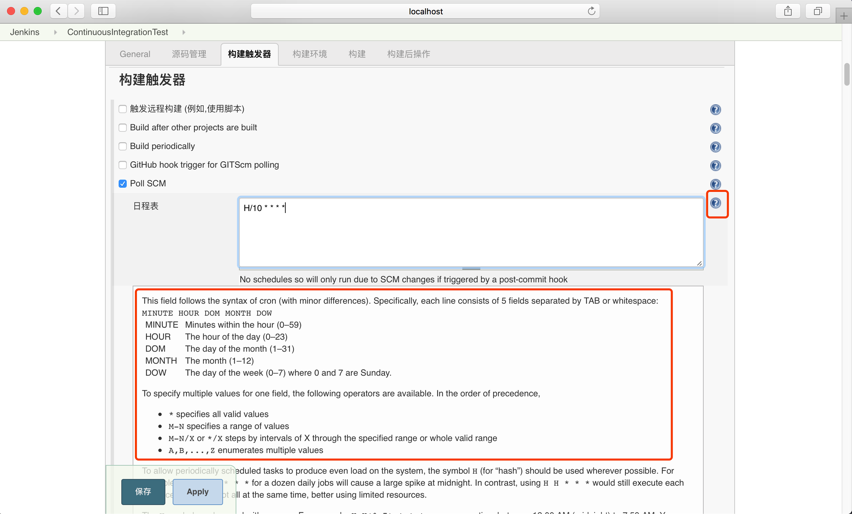 localhost
Jenkins ContinuousIntegrationTest
General 源码管理 构建触发器 构建环境 构建 构建后操作
构建触发器
触发远程构建 (例如,使用脚本)
Build after other projects are built
Build periodically
GitHub hook trigger for GITScm polling
Poll SCM
日程表
H/10 * * * *
No schedules so will only run due to SCM changes if triggered by a post-commit hook
This field follows the syntax of cron (with minor differences). Specifically, each line consists of 5 fields separated by TAB or whitespace:
MINUTE HOUR DOM MONTH DOW
MINUTE Minutes within the hour (0–59)
HOUR The hour of the day (0–23)
DOM The day of the month (1–31)
MONTH The month (1–12)
DOW The day of the week (0–7) where 0 and 7 are Sunday.
To specify multiple values for one field, the following operators are available. In the order of precedence,
* specifies all valid values
M-N specifies a range of values
M-N/X or */X steps by intervals of X through the specified range or whole valid range
A,B,...,Z enumerates multiple values
To allow periodically scheduled tasks to produce even load on the system, the symbol H (for “hash”) should be used wherever possible. For
* * * for a dozen daily jobs will cause a large spike at midnight. In contrast, using H H * * * would still execute each
all at the same time, better using limited resources.
保存 Apply